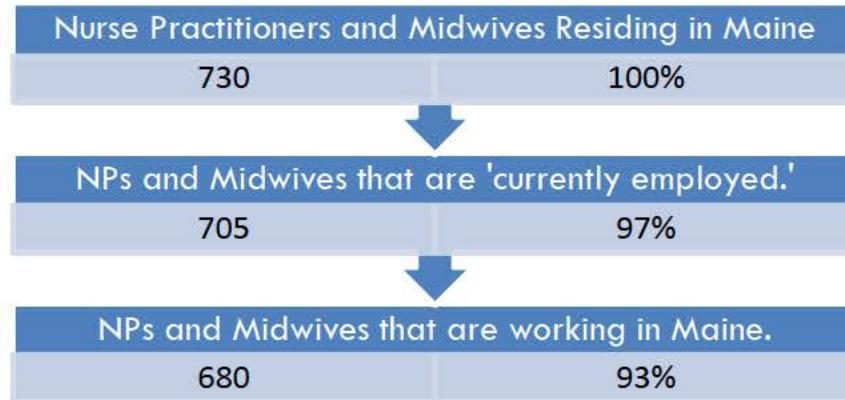 Nurse Practitioners and Midwives Residing in Maine
730 100%
NPs and Midwives that are 'currently employed.'
705 97%
NPs and Midwives that are working in Maine.
680 93%